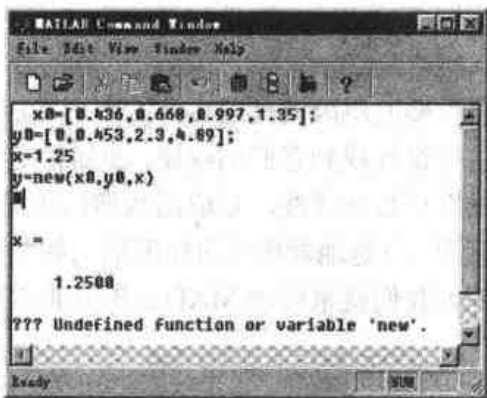 MATLAB Command Window
File Edit View Window Help
x0=[0.436,0.668,0.997,1.35];
y0=[0,0.453,2.3,4.89];
x=1.25
y=new(x0,y0,x)
x =
1.2500
??? Undefined function or variable 'new'.
Ready
NUM